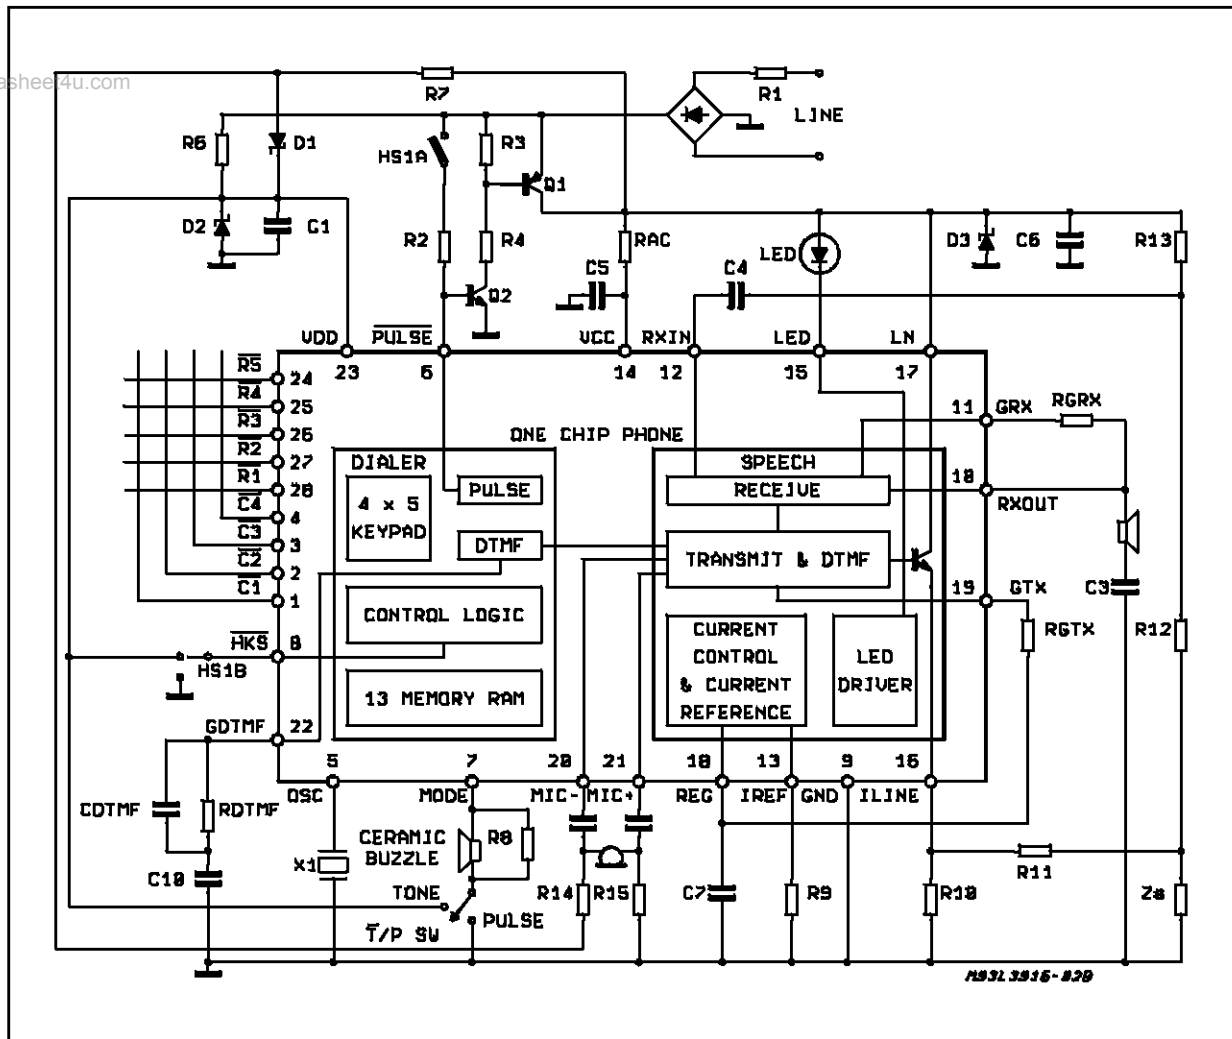 asheet4u.com
R7
R1
LINE
R6
D1
HS1A
R3
Q1
D2
C1
R2
R4
RAC
LED
D3
C6
R13
C5
C4
Q2
VDD
PULSE
VCC
RXIN
LED
LN
23
6
14
12
15
17
R5
24
R4
25
R3
26
R2
27
R1
28
C4
4
C3
3
C2
2
C1
1
HKS
8
HS1B
GDTMF
22
11
GRX
RGRX
ONE CHIP PHONE
DIALER
SPEECH
4 x 5
KEYPAD
PULSE
RECEIVE
10
RXOUT
DTMF
TRANSMIT & DTMF
19
GTX
C3
CONTROL LOGIC
CURRENT
CONTROL
& CURRENT
REFERENCE
LED
DRIVER
RGTX
R12
13 MEMORY RAM
5
7
20
21
18
13
9
16
OSC
MODE
MIC-
MIC+
REG
IREF
GND
ILINE
CDTMF
RDTMF
CERAMIC
BUZZLE
R8
X1
C10
TONE
R14
R15
C7
R9
R10
R11
ZB
PULSE
T/P SW
M93L3916-02D